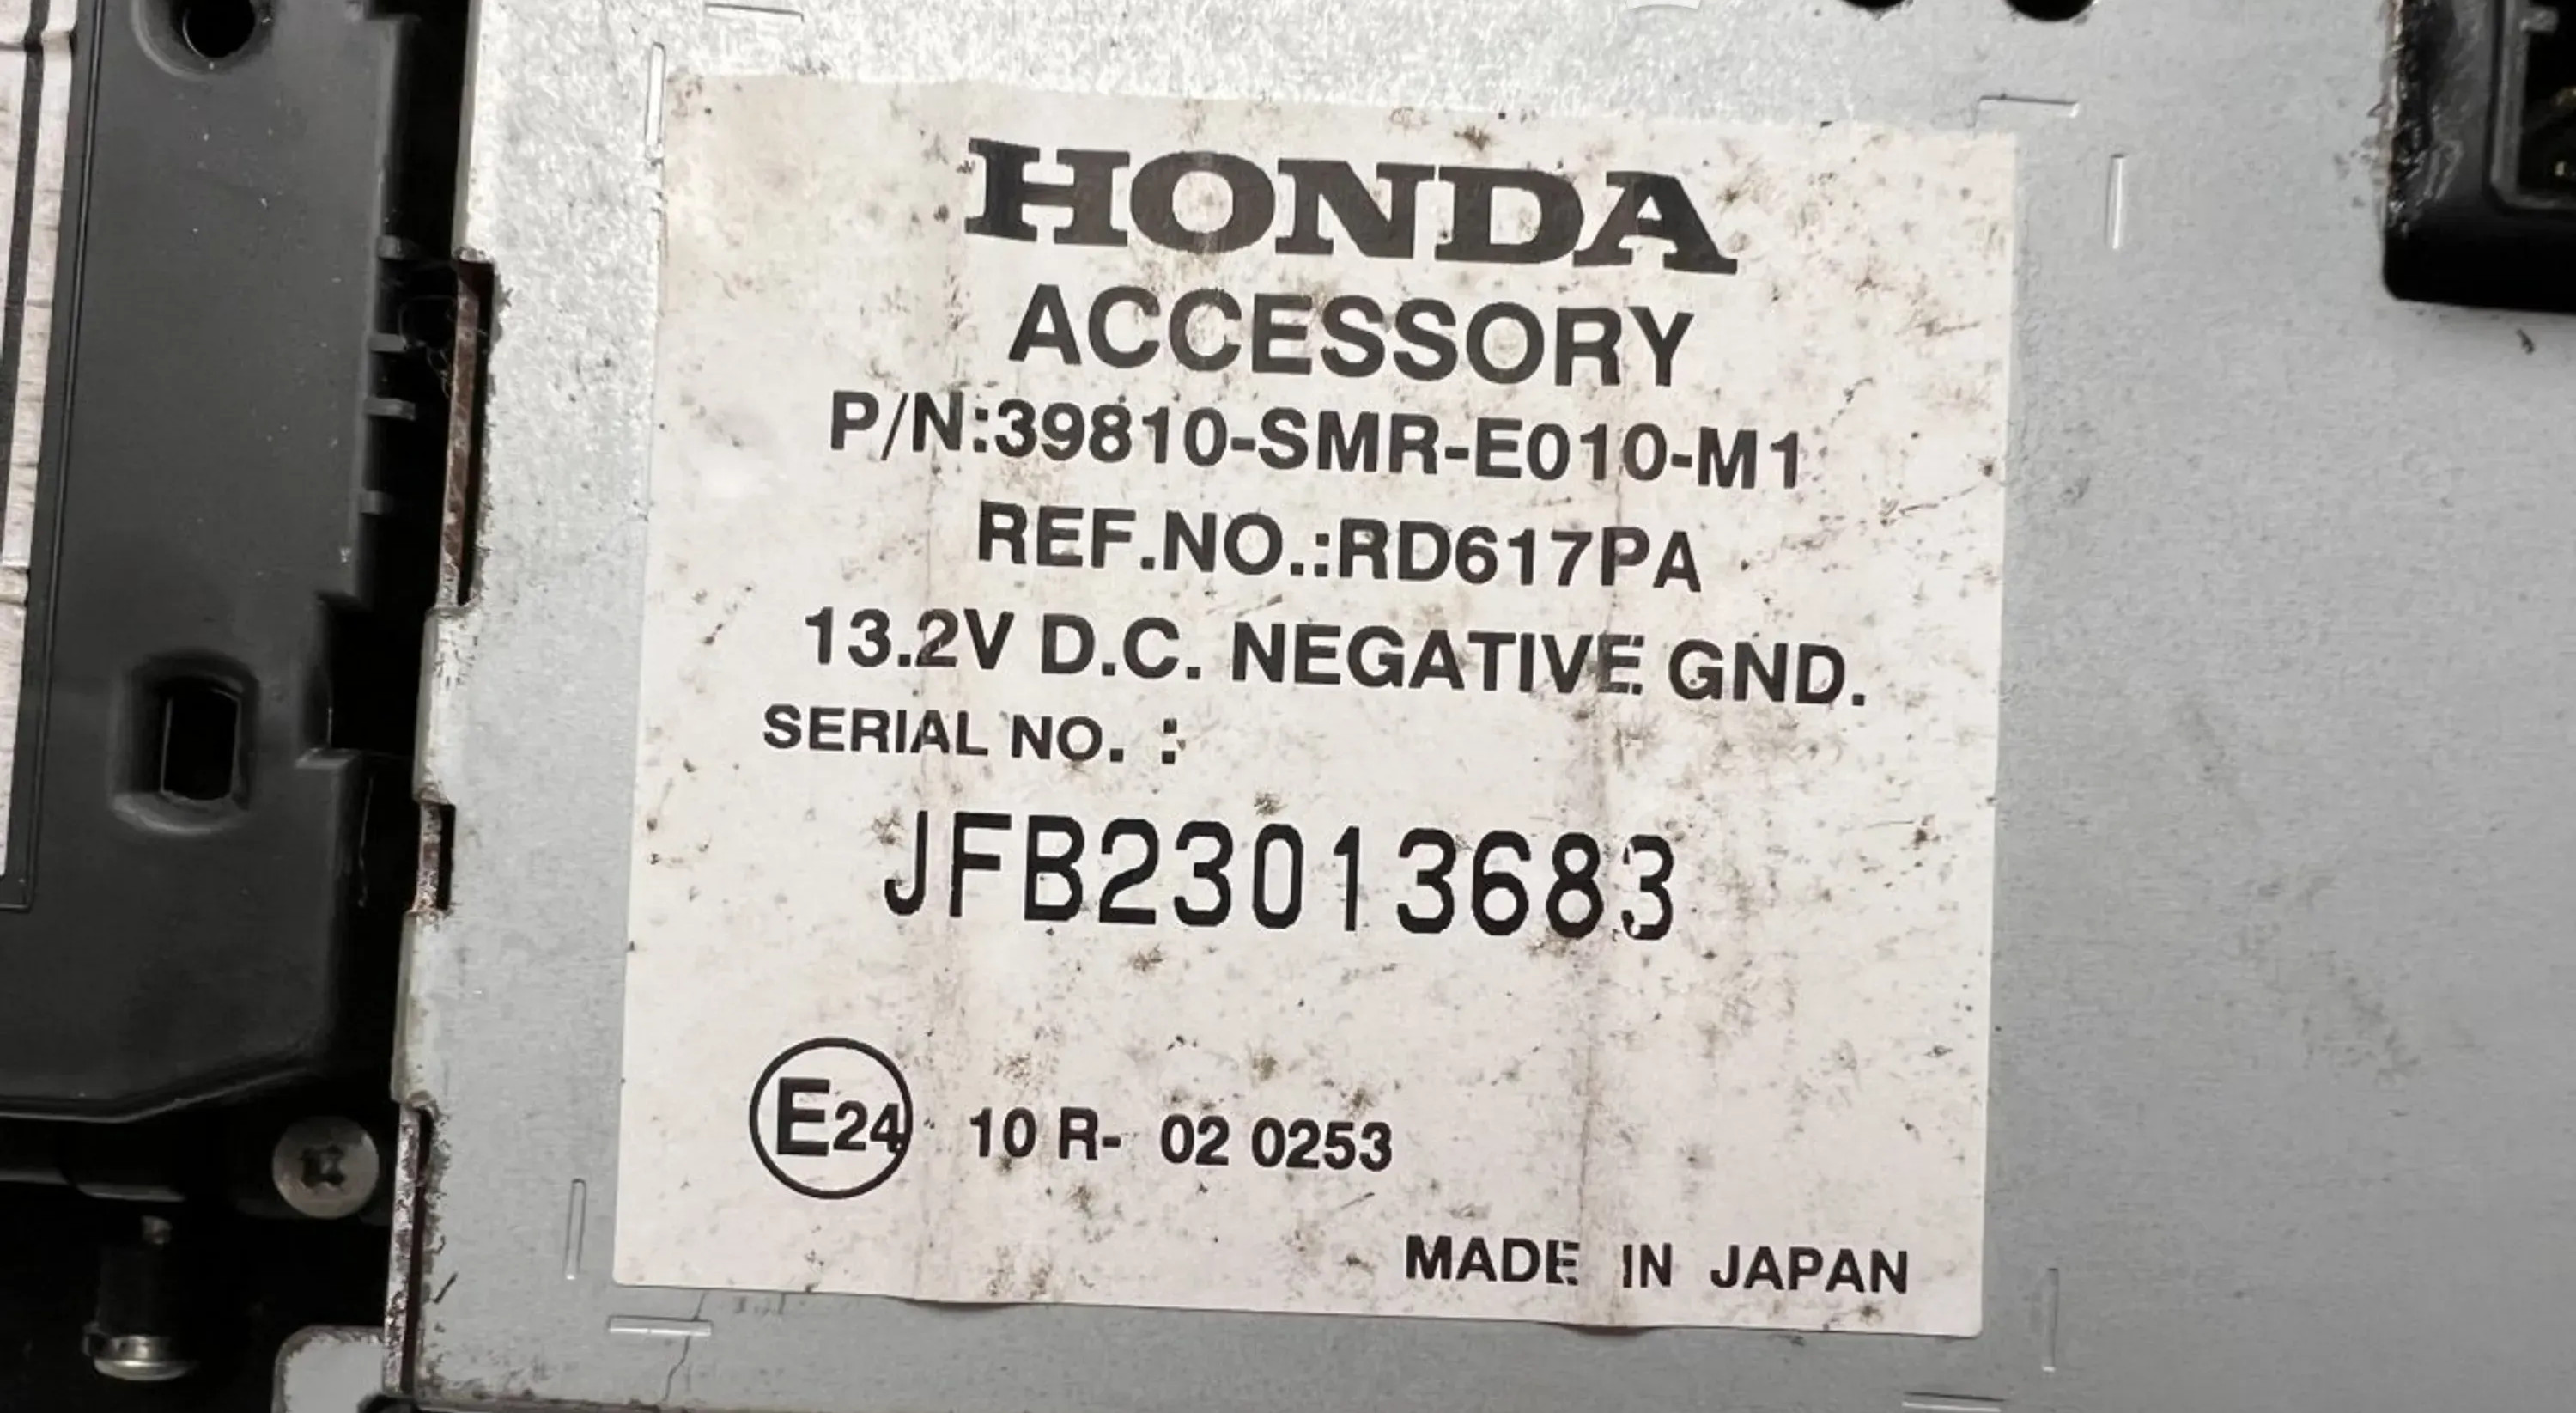 HONDA
ACCESSORY
P/N:39810-SMR-E010-M1
REF.NO.:RD617PA
13.2V D.C. NEGATIVE GND.
SERIAL NO. :
JFB23013683
E24 10 R- 02 0253
MADE IN JAPAN